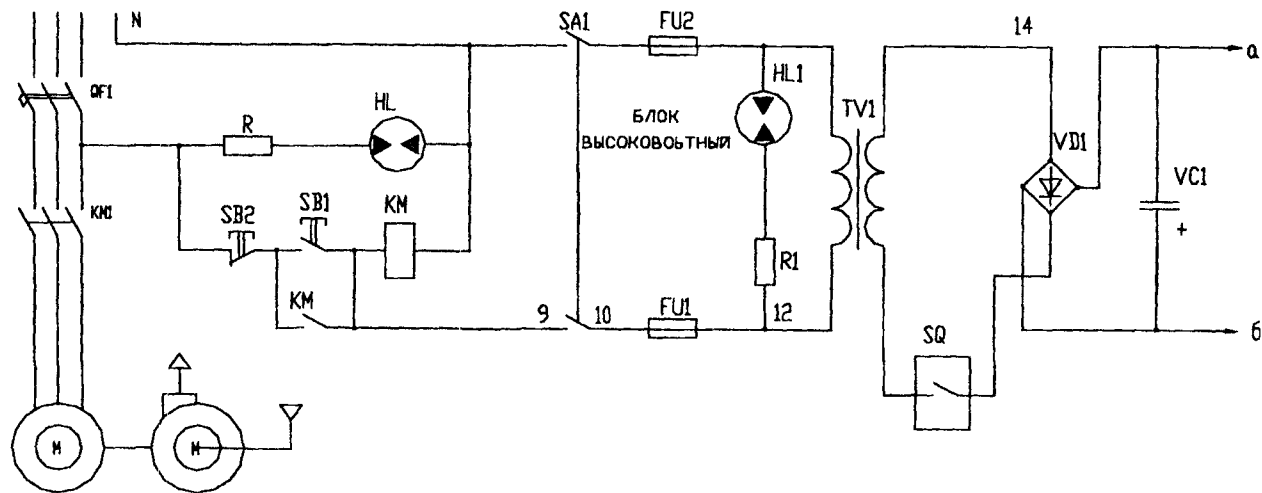 N
SA1
FU2
14
а
QF1
HL
HL1
R
БЛОК
ВЫСОКОВОЬТНЫЙ
TV1
VD1
KM1
SB2
SB1
KM
VC1
+
R1
KM
9
10
FU1
12
б
SQ
M
M